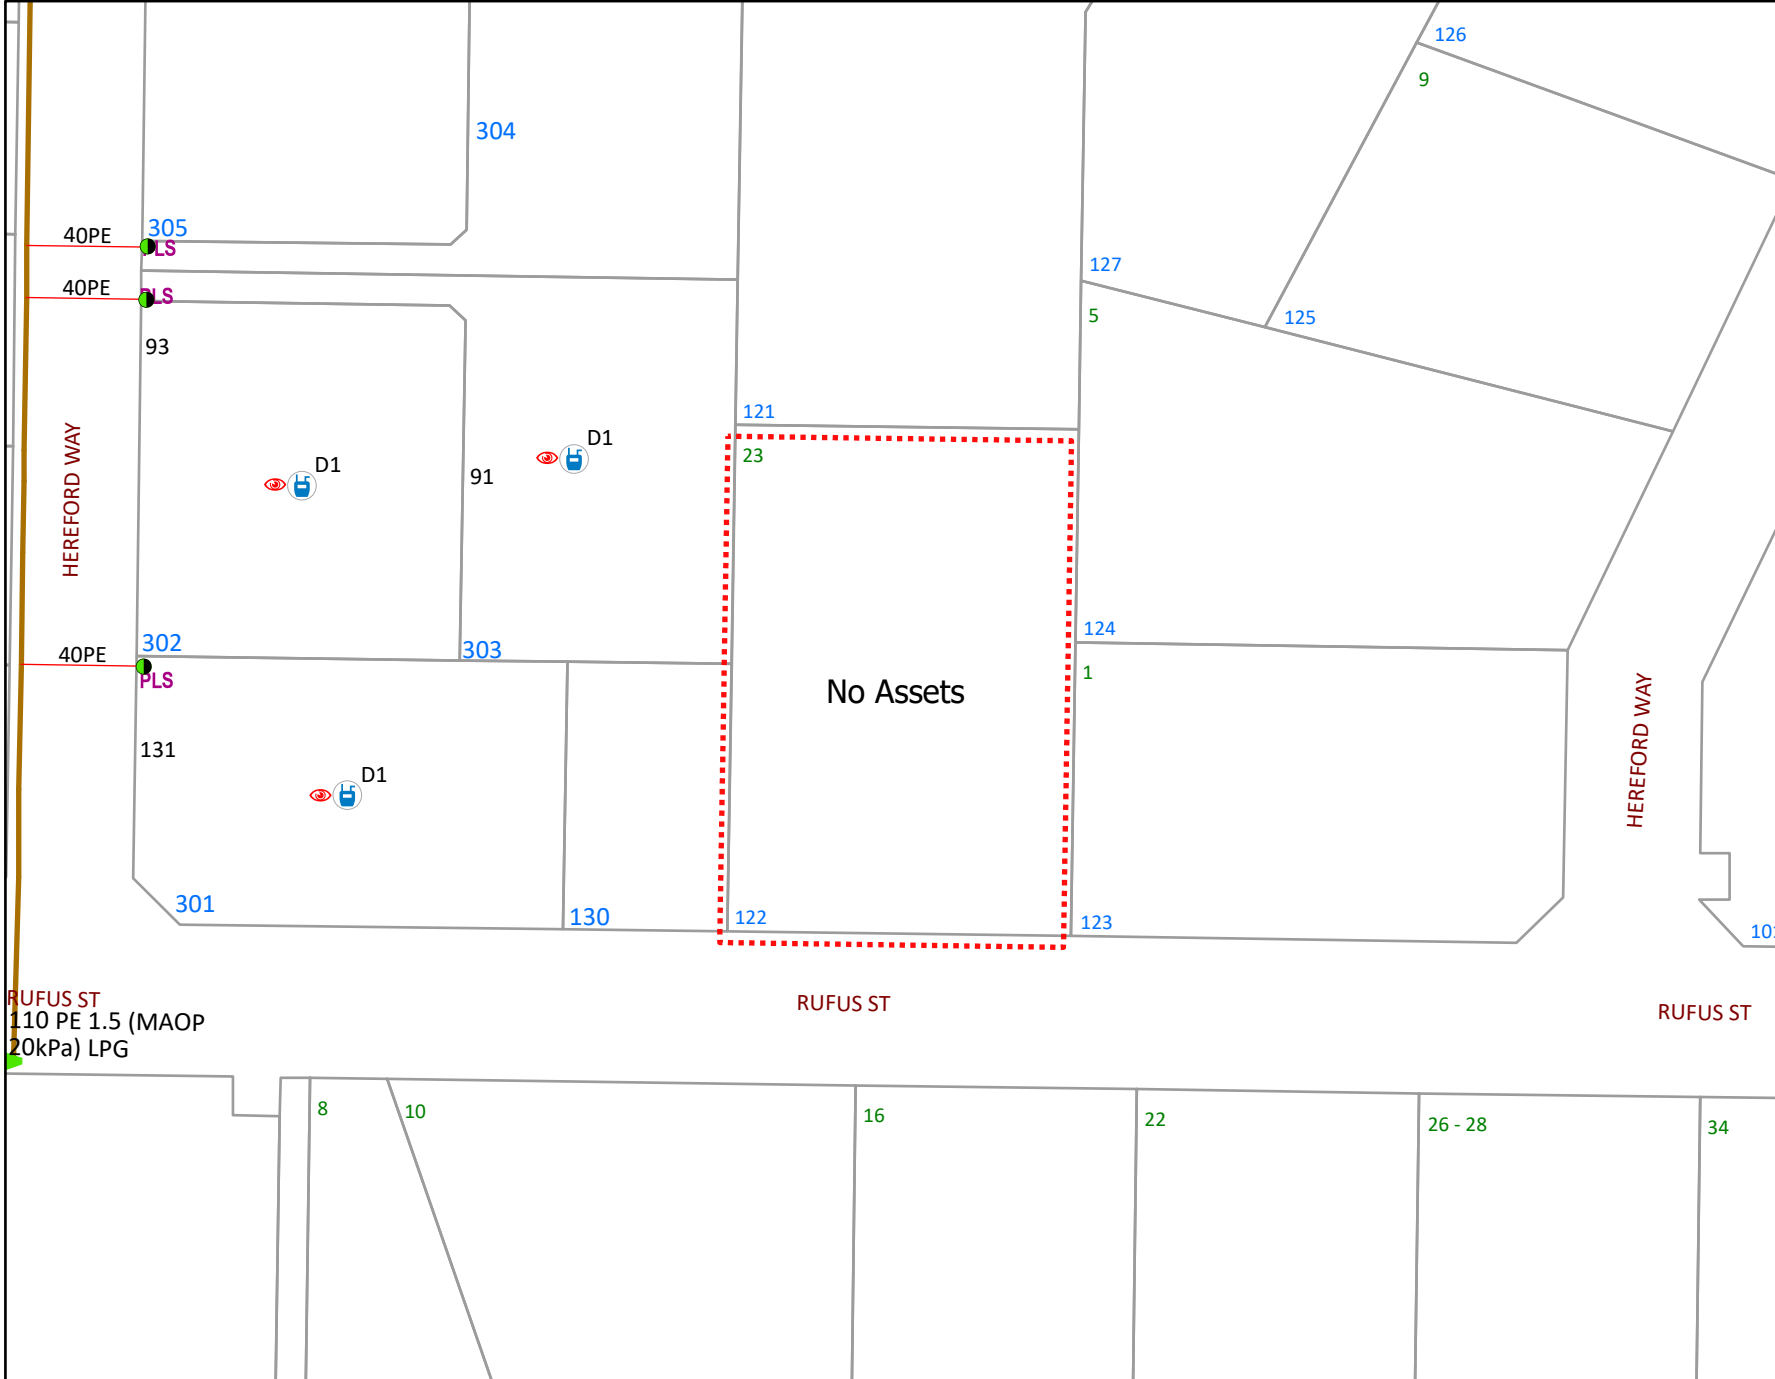 126
9
304
305
40PE
PLS
127
40PE
PLS
5
125
93
121
D1
23
D1
91
HEREFORD WAY
124
302
303
40PE
1
PLS
No Assets
HEREFORD WAY
131
D1
301
130
122
123
101
RUFUS ST
RUFUS ST
RUFUS ST
110 PE 1.5 (MAOP
20kPa) LPG
8
10
16
22
26 - 28
34